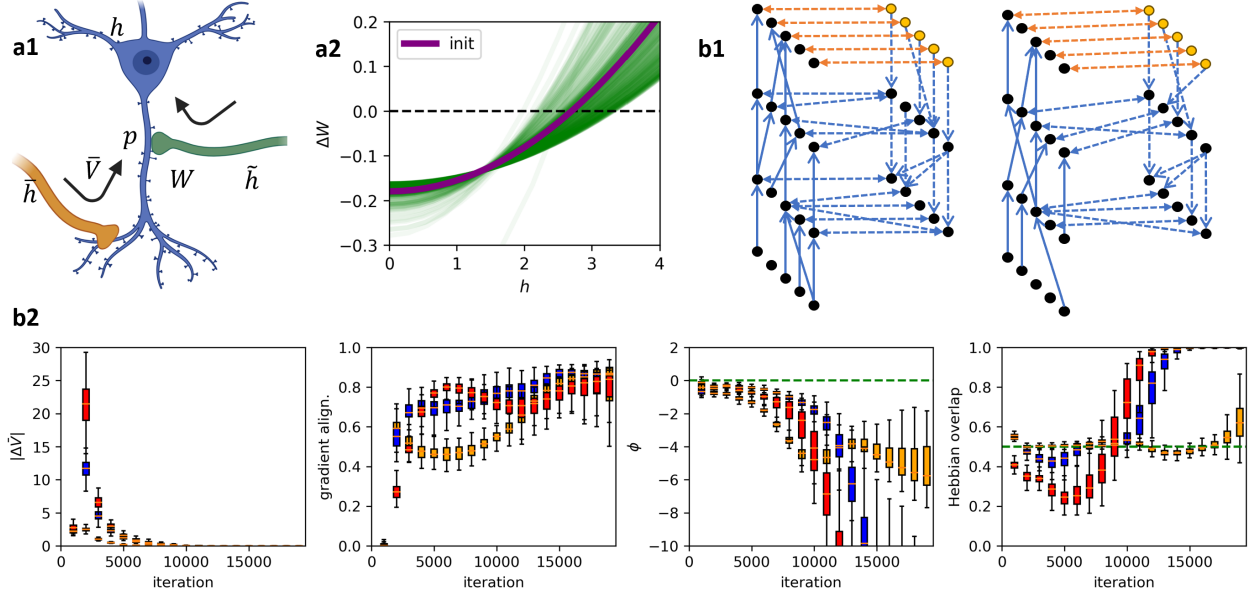 a1
h
p
V̄
W
h̃
h̄
a2
init
ΔW
0.2
0.1
0.0
−0.1
−0.2
−0.3
0 1 2 3 4
h
b1
b2
|ΔV̄|
30
25
20
15
10
5
0
0 5000 10000 15000
iteration
gradient align.
1.0
0.8
0.6
0.4
0.2
0.0
0 5000 10000 15000
iteration
ϕ
2
0
−2
−4
−6
−8
−10
0 5000 10000 15000
iteration
Hebbian overlap
1.0
0.8
0.6
0.4
0.2
0.0
0 5000 10000 15000
iteration